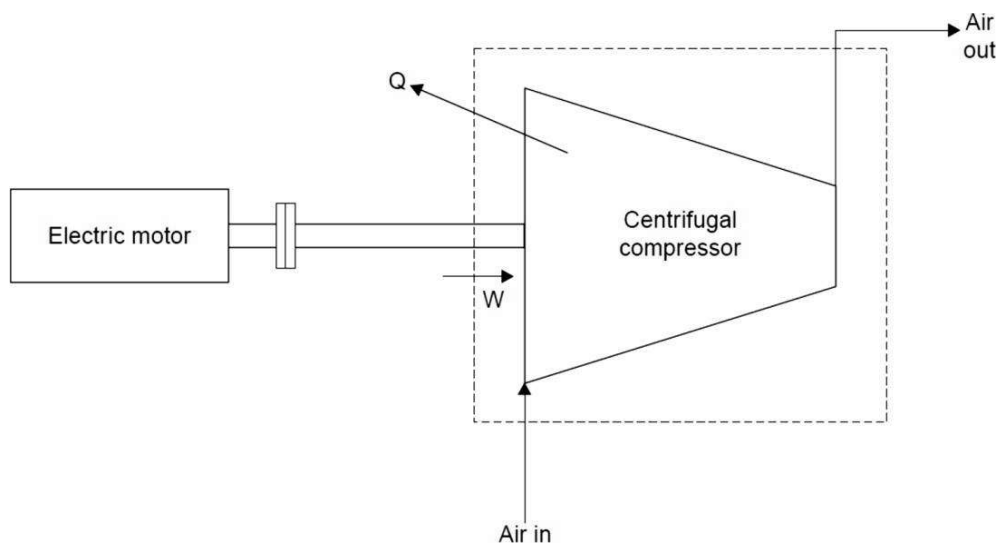 Air
out
Q
Electric motor
Centrifugal
compressor
W
Air in